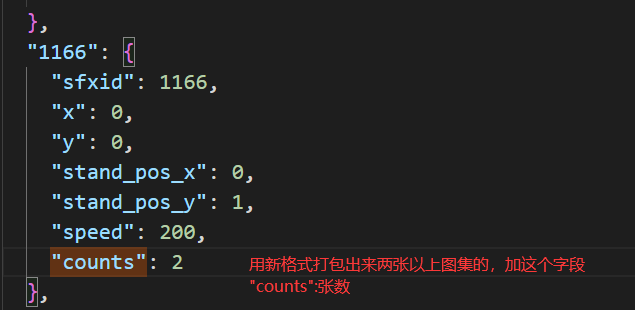 },
"1166": {
"sfxid": 1166,
"x": 0,
"y": 0,
"stand_pos_x": 0,
"stand_pos_y": 1,
"speed": 200,
"counts": 2
用新格式打包出来两张以上图集的，加这个字段
"counts":张数
},